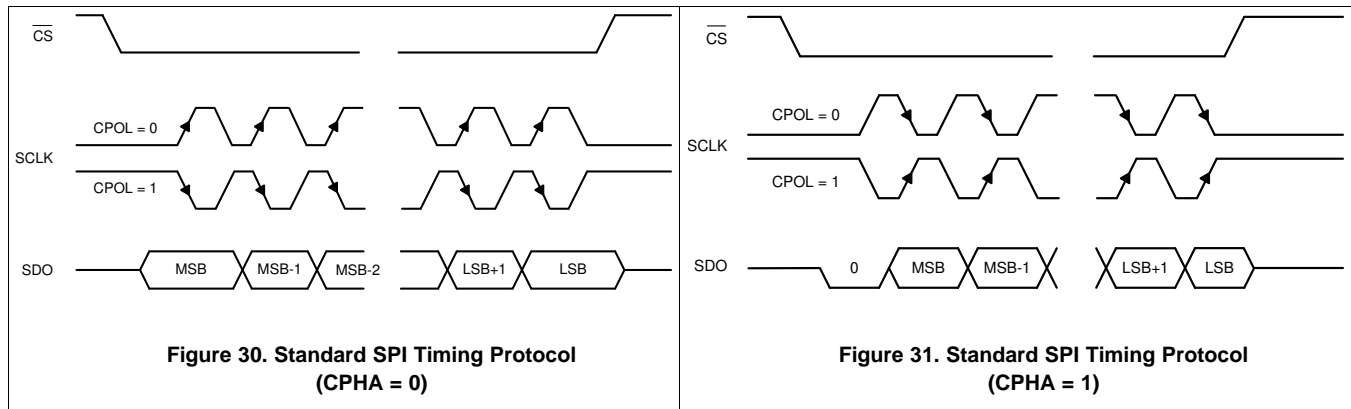 CS
CPOL = 0
SCLK
CPOL = 1
SDO
MSB
MSB-1
MSB-2
LSB+1
LSB
Figure 30. Standard SPI Timing Protocol
(CPHA = 0)
CS
CPOL = 0
SCLK
CPOL = 1
SDO
0
MSB
MSB-1
LSB+1
LSB
Figure 31. Standard SPI Timing Protocol
(CPHA = 1)